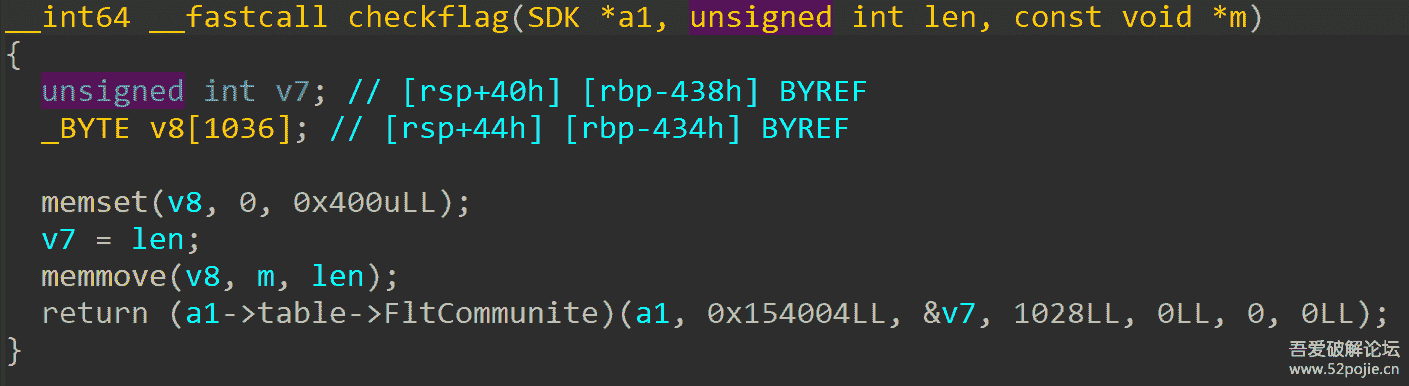 __int64 __fastcall checkflag(SDK *a1, unsigned int len, const void *m)
{
  unsigned int v7; // [rsp+40h] [rbp-438h] BYREF
  _BYTE v8[1036]; // [rsp+44h] [rbp-434h] BYREF

  memset(v8, 0, 0x400uLL);
  v7 = len;
  memmove(v8, m, len);
  return (a1->table->FltCommunite)(a1, 0x154004LL, &v7, 1028LL, 0LL, 0, 0LL);
}
吾爱破解论坛
www.52pojie.cn